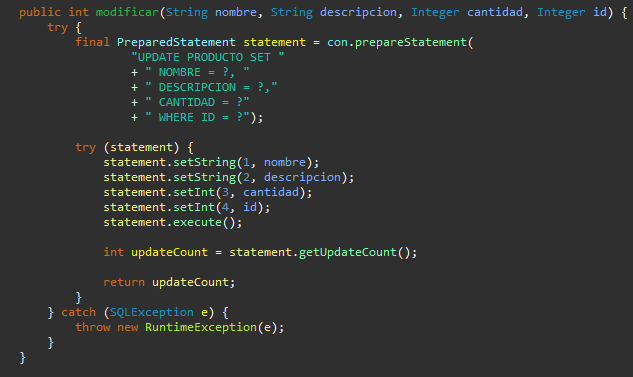 public int modificar(String nombre, String descripcion, Integer cantidad, Integer id) {
try {
final PreparedStatement statement = con.prepareStatement(
"UPDATE PRODUCTO SET "
+ " NOMBRE = ?, "
+ " DESCRIPCION = ?,"
+ " CANTIDAD = ?"
+ " WHERE ID = ?");
try (statement) {
statement.setString(1, nombre);
statement.setString(2, descripcion);
statement.setInt(3, cantidad);
statement.setInt(4, id);
statement.execute();
int updateCount = statement.getUpdateCount();
return updateCount;
}
} catch (SQLException e) {
throw new RuntimeException(e);
}
}